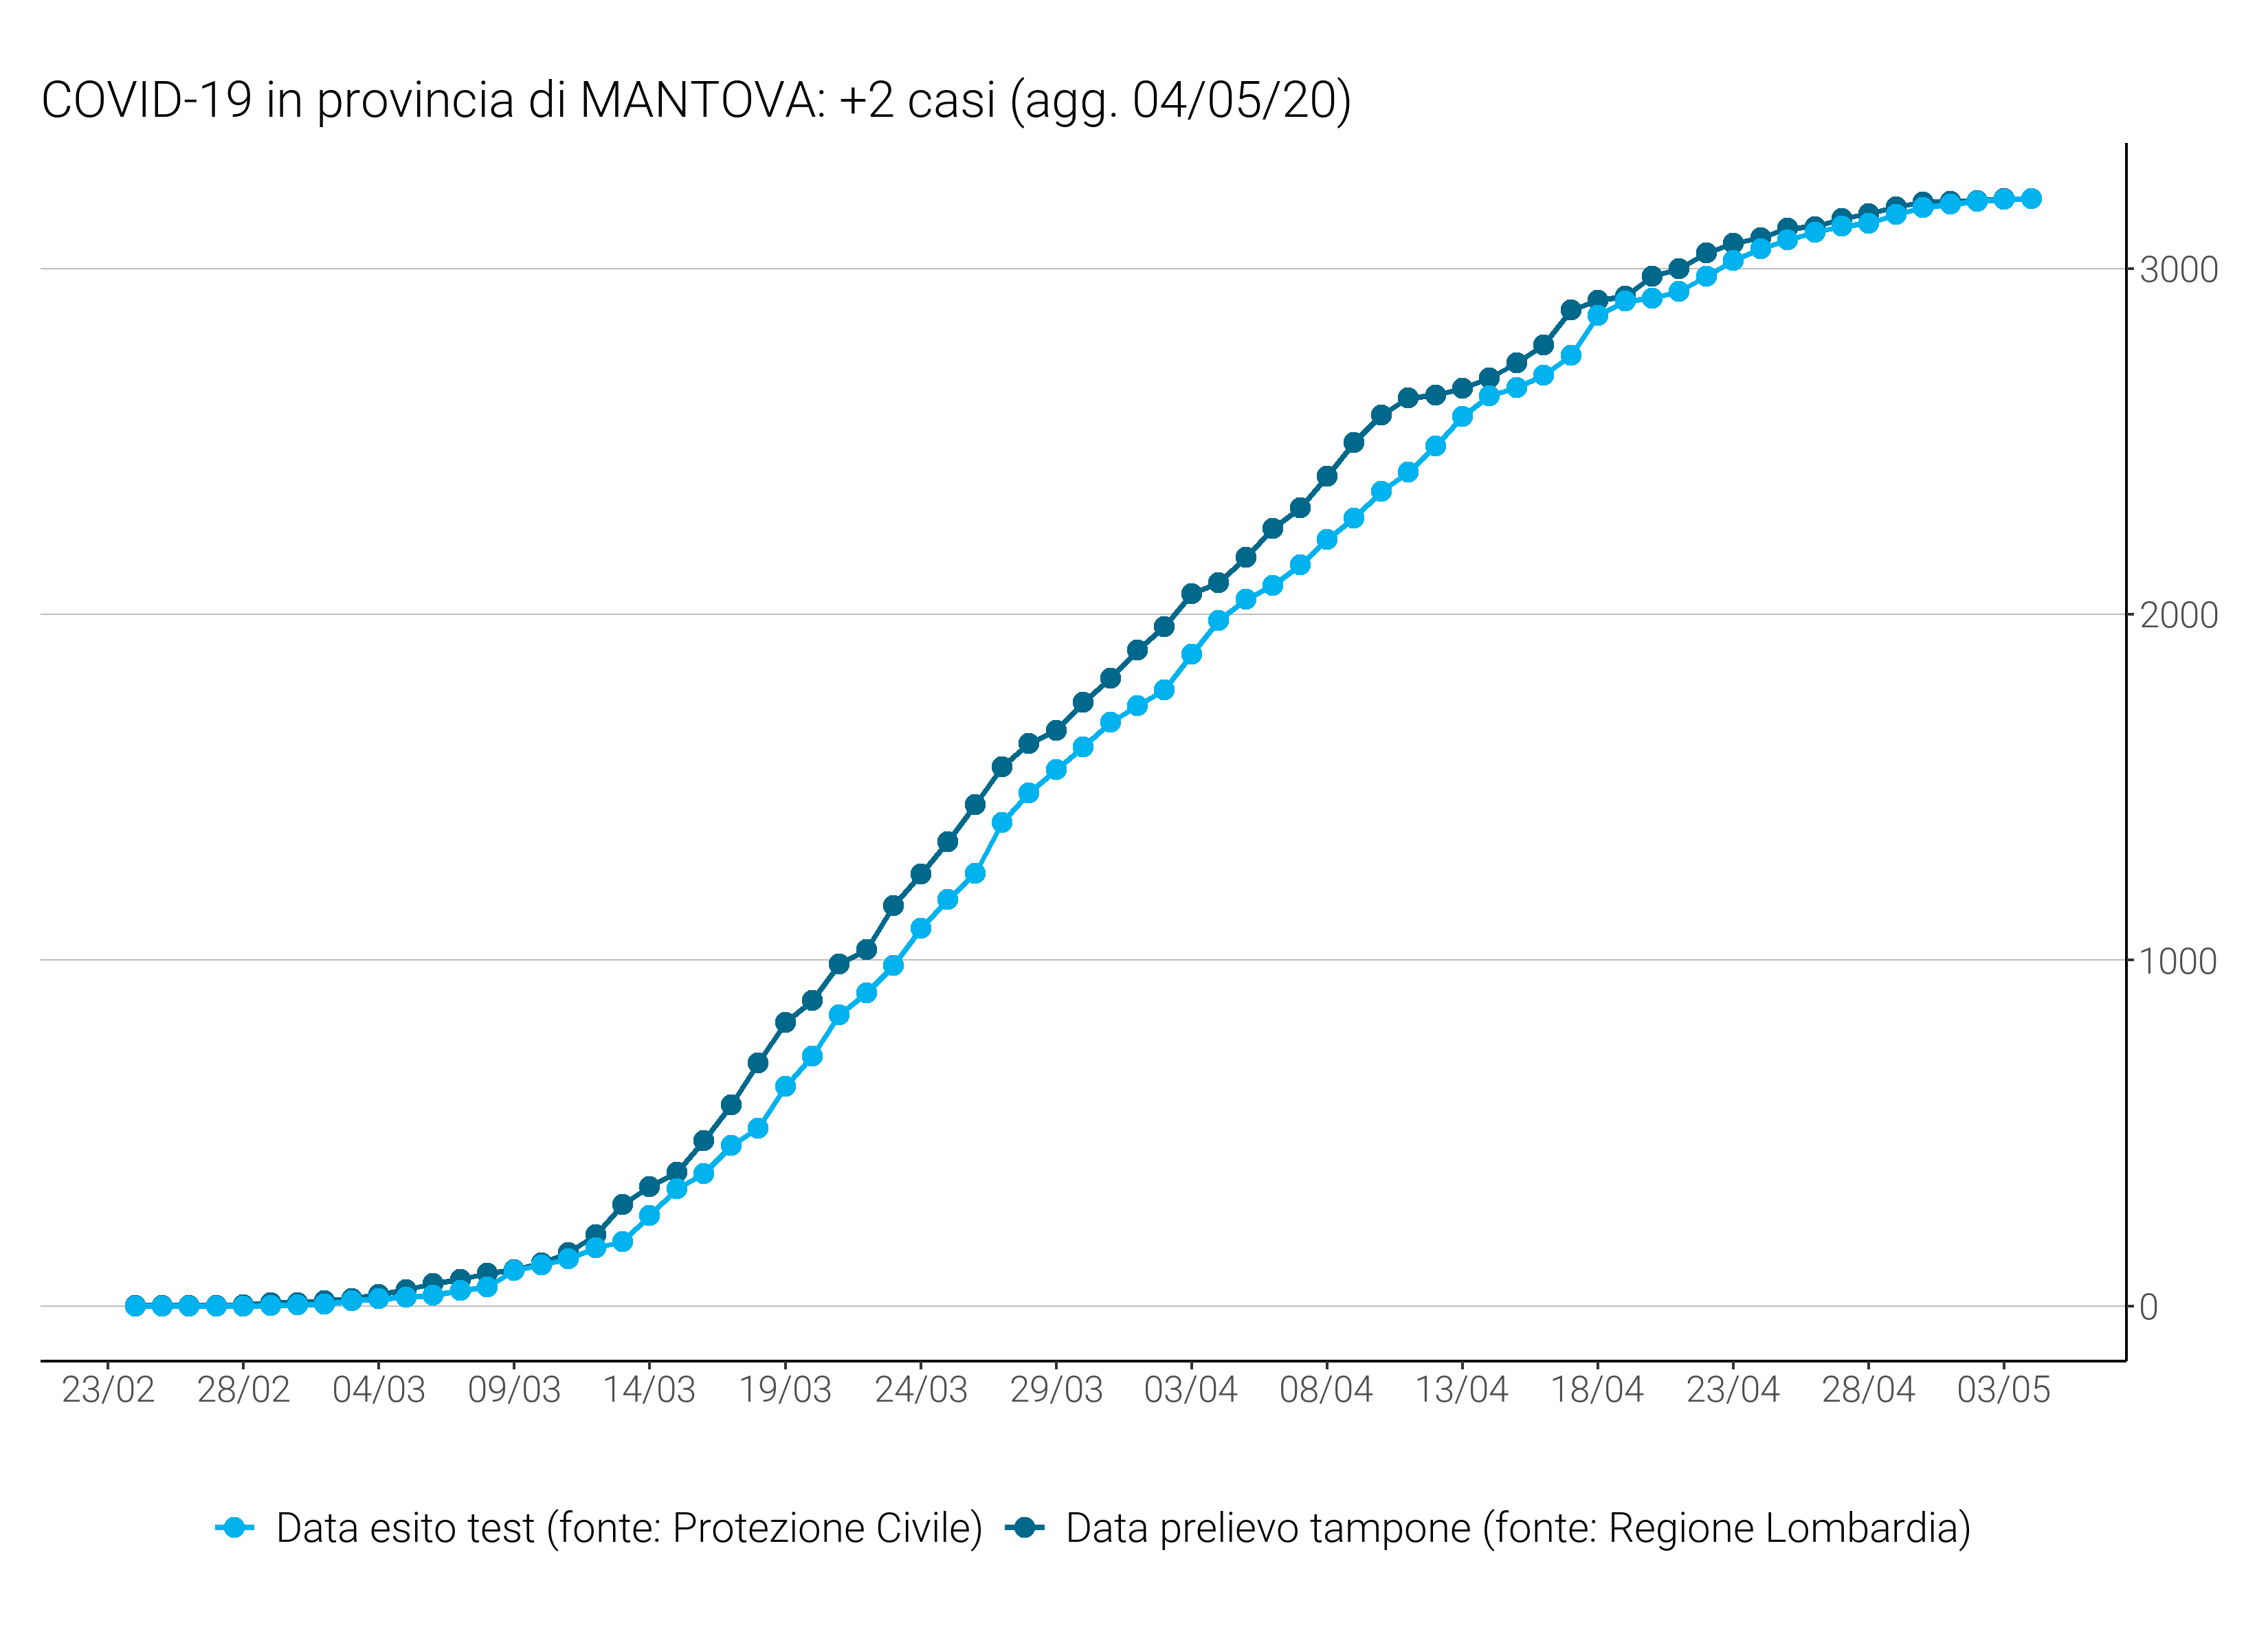 COVID-19 in provincia di MANTOVA: +2 casi (agg. 04/05/20)
3000
2000
1000
0
23/02 28/02 04/03 09/03 14/03 19/03 24/03 29/03 03/04 08/04 13/04 18/04 23/04 28/04 03/05
Data esito test (fonte: Protezione Civile) Data prelievo tampone (fonte: Regione Lombardia)